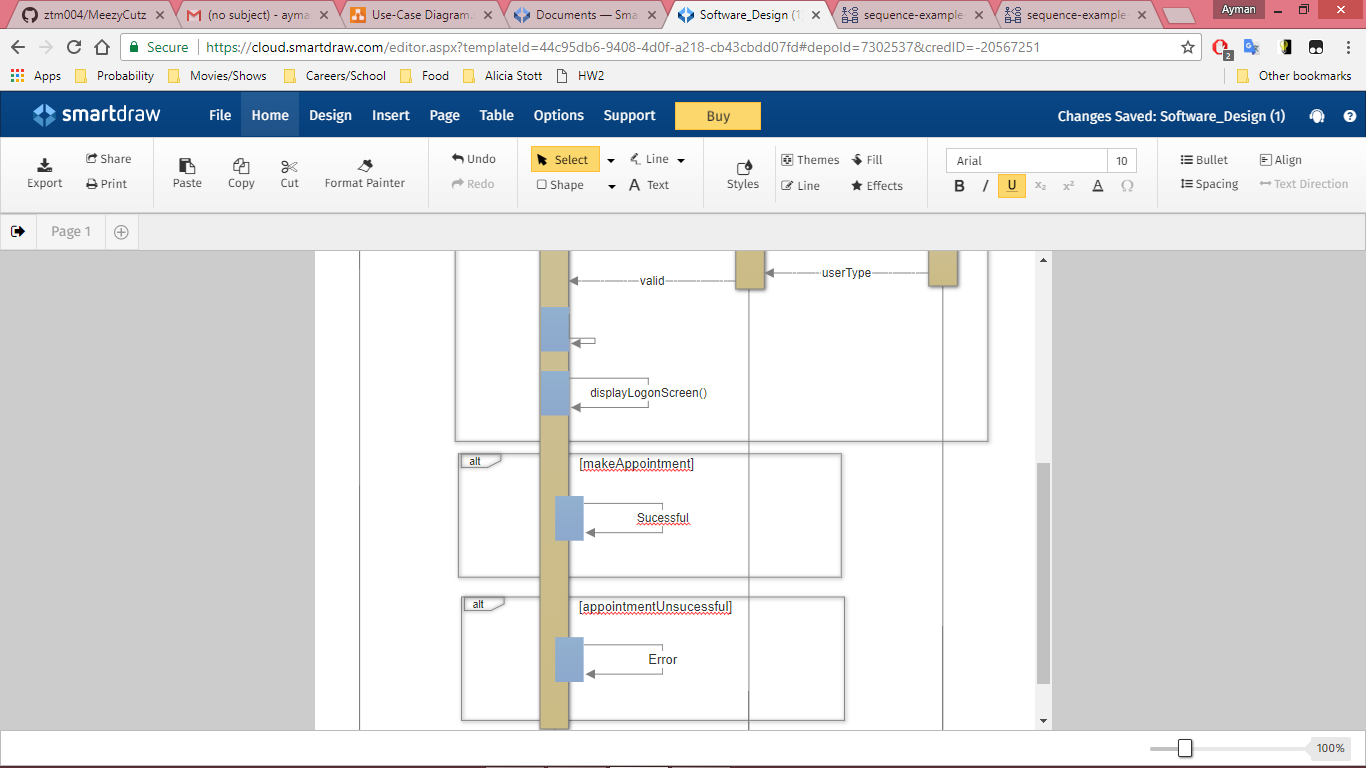 ztm004/MeezyCutz
(no subject) - ayma
Use-Case Diagram.
Documents — Sma
Software_Design (1
sequence-example
sequence-example
Ayman
Secure
https://cloud.smartdraw.com/editor.aspx?templateId=44c95db6-9408-4d0f-a218-cb43cbdd07fd#depoId=7302537&credID=-20567251
2
Apps
Probability
Movies/Shows
Careers/School
Food
Alicia Stott
HW2
Other bookmarks
smartdraw
File
Home
Design
Insert
Page
Table
Options
Support
Buy
Changes Saved: Software_Design (1)
Export
Share
Print
Paste
Copy
Cut
Format Painter
Undo
Redo
Select
Line
Shape
A Text
Styles
Themes
Fill
Line
Effects
Arial
10
B I U x₂ x² A Ω
Bullet
Align
Spacing
Text Direction
Page 1
userType
valid
displayLogonScreen()
alt
[makeAppointment]
Sucessful
alt
[appointmentUnsucessful]
Error
100%